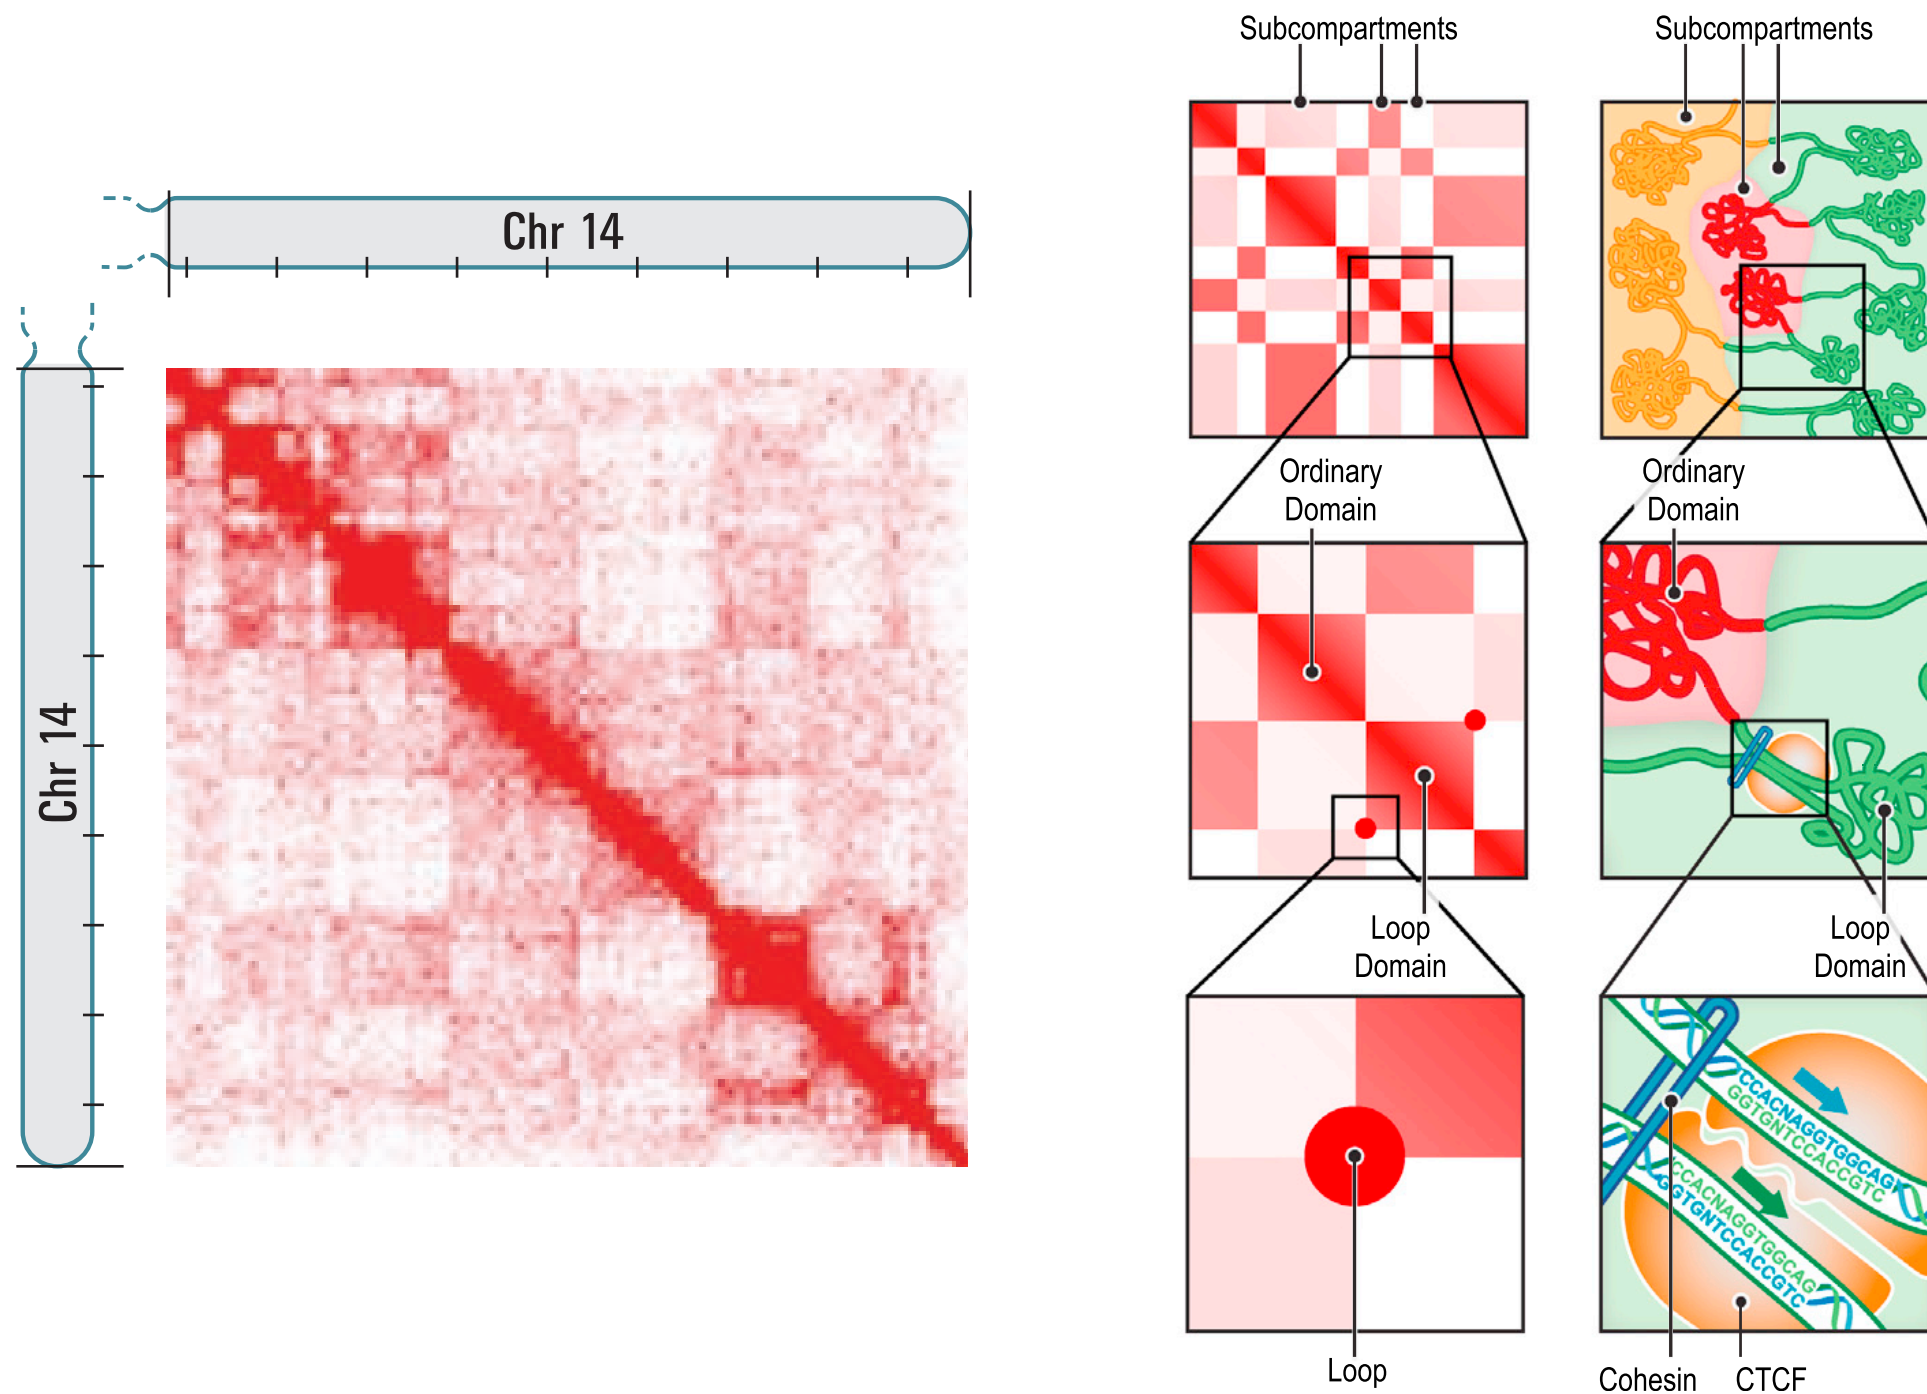 Subcompartments
Subcompartments
Chr 14
Chr 14
Ordinary
Domain
Ordinary
Domain
Loop
Domain
Loop
Domain
CCACNAGGTGGCAG
GGTGNTCCACCGTC
CCACNAGGTGGCAG
GGTGNTCCACCGTC
Loop
Cohesin
CTCF